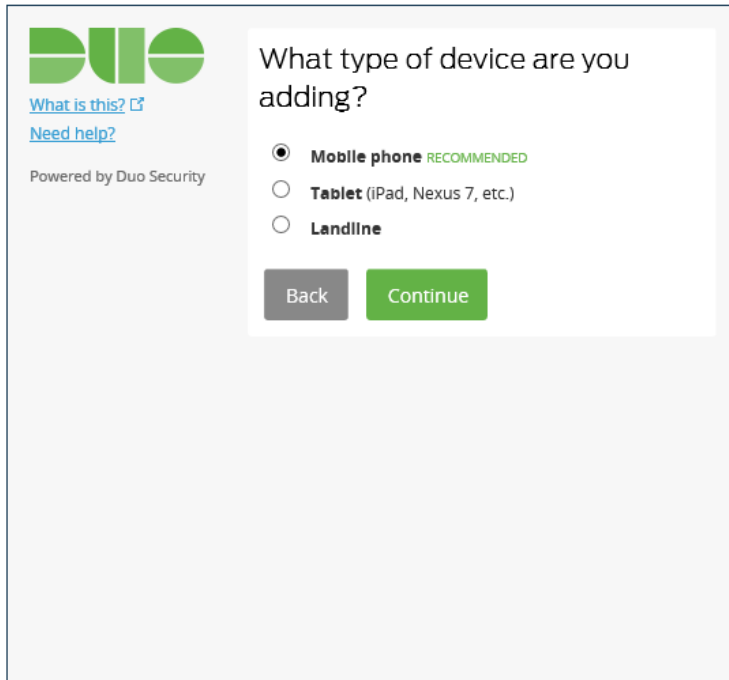 DUO
What is this?
Need help?
Powered by Duo Security
What type of device are you
adding?
Mobile phone RECOMMENDED
Tablet (iPad, Nexus 7, etc.)
Landline
Back
Continue